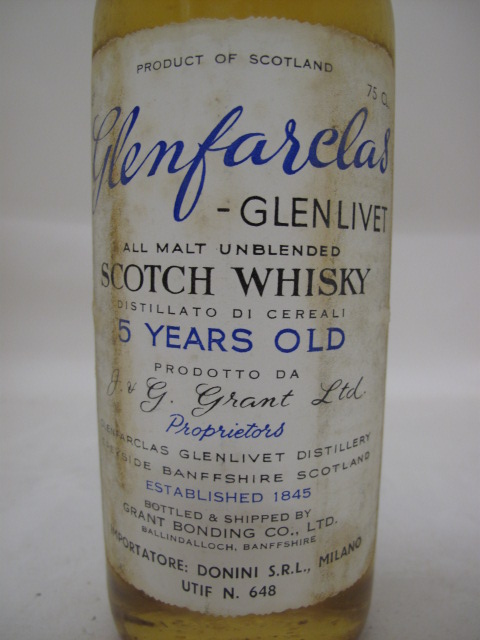 PRODUCT OF SCOTLAND
75 CL.
Glenfarclas
- GLENLIVET
ALL MALT UNBLENDED
SCOTCH WHISKY
DISTILLATO DI CEREALI
5 YEARS OLD
PRODOTTO DA
J. & G. Grant Ltd.
Proprietors
GLENFARCLAS GLENLIVET DISTILLERY
SPEYSIDE BANFFSHIRE SCOTLAND
ESTABLISHED 1845
BOTTLED & SHIPPED BY
GRANT BONDING CO., LTD.
BALLINDALLOCH, BANFFSHIRE
IMPORTATORE: DONINI S.R.L., MILANO
UTIF N. 648